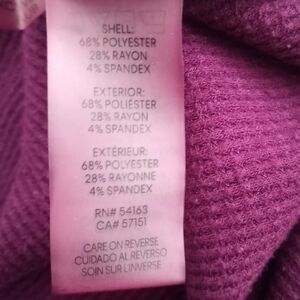 SHELL:
68% POLYESTER
28% RAYON
4% SPANDEX
EXTERIOR:
68% POLIÉSTER
28% RAYON
4% SPANDEX
EXTÉRIEUR:
68% POLYESTER
28% RAYONNE
4% SPANDEX
RN# 54163
CA# 57151
CARE ON REVERSE
CUIDADO AL REVERSO
SOIN SUR L'INVERSE